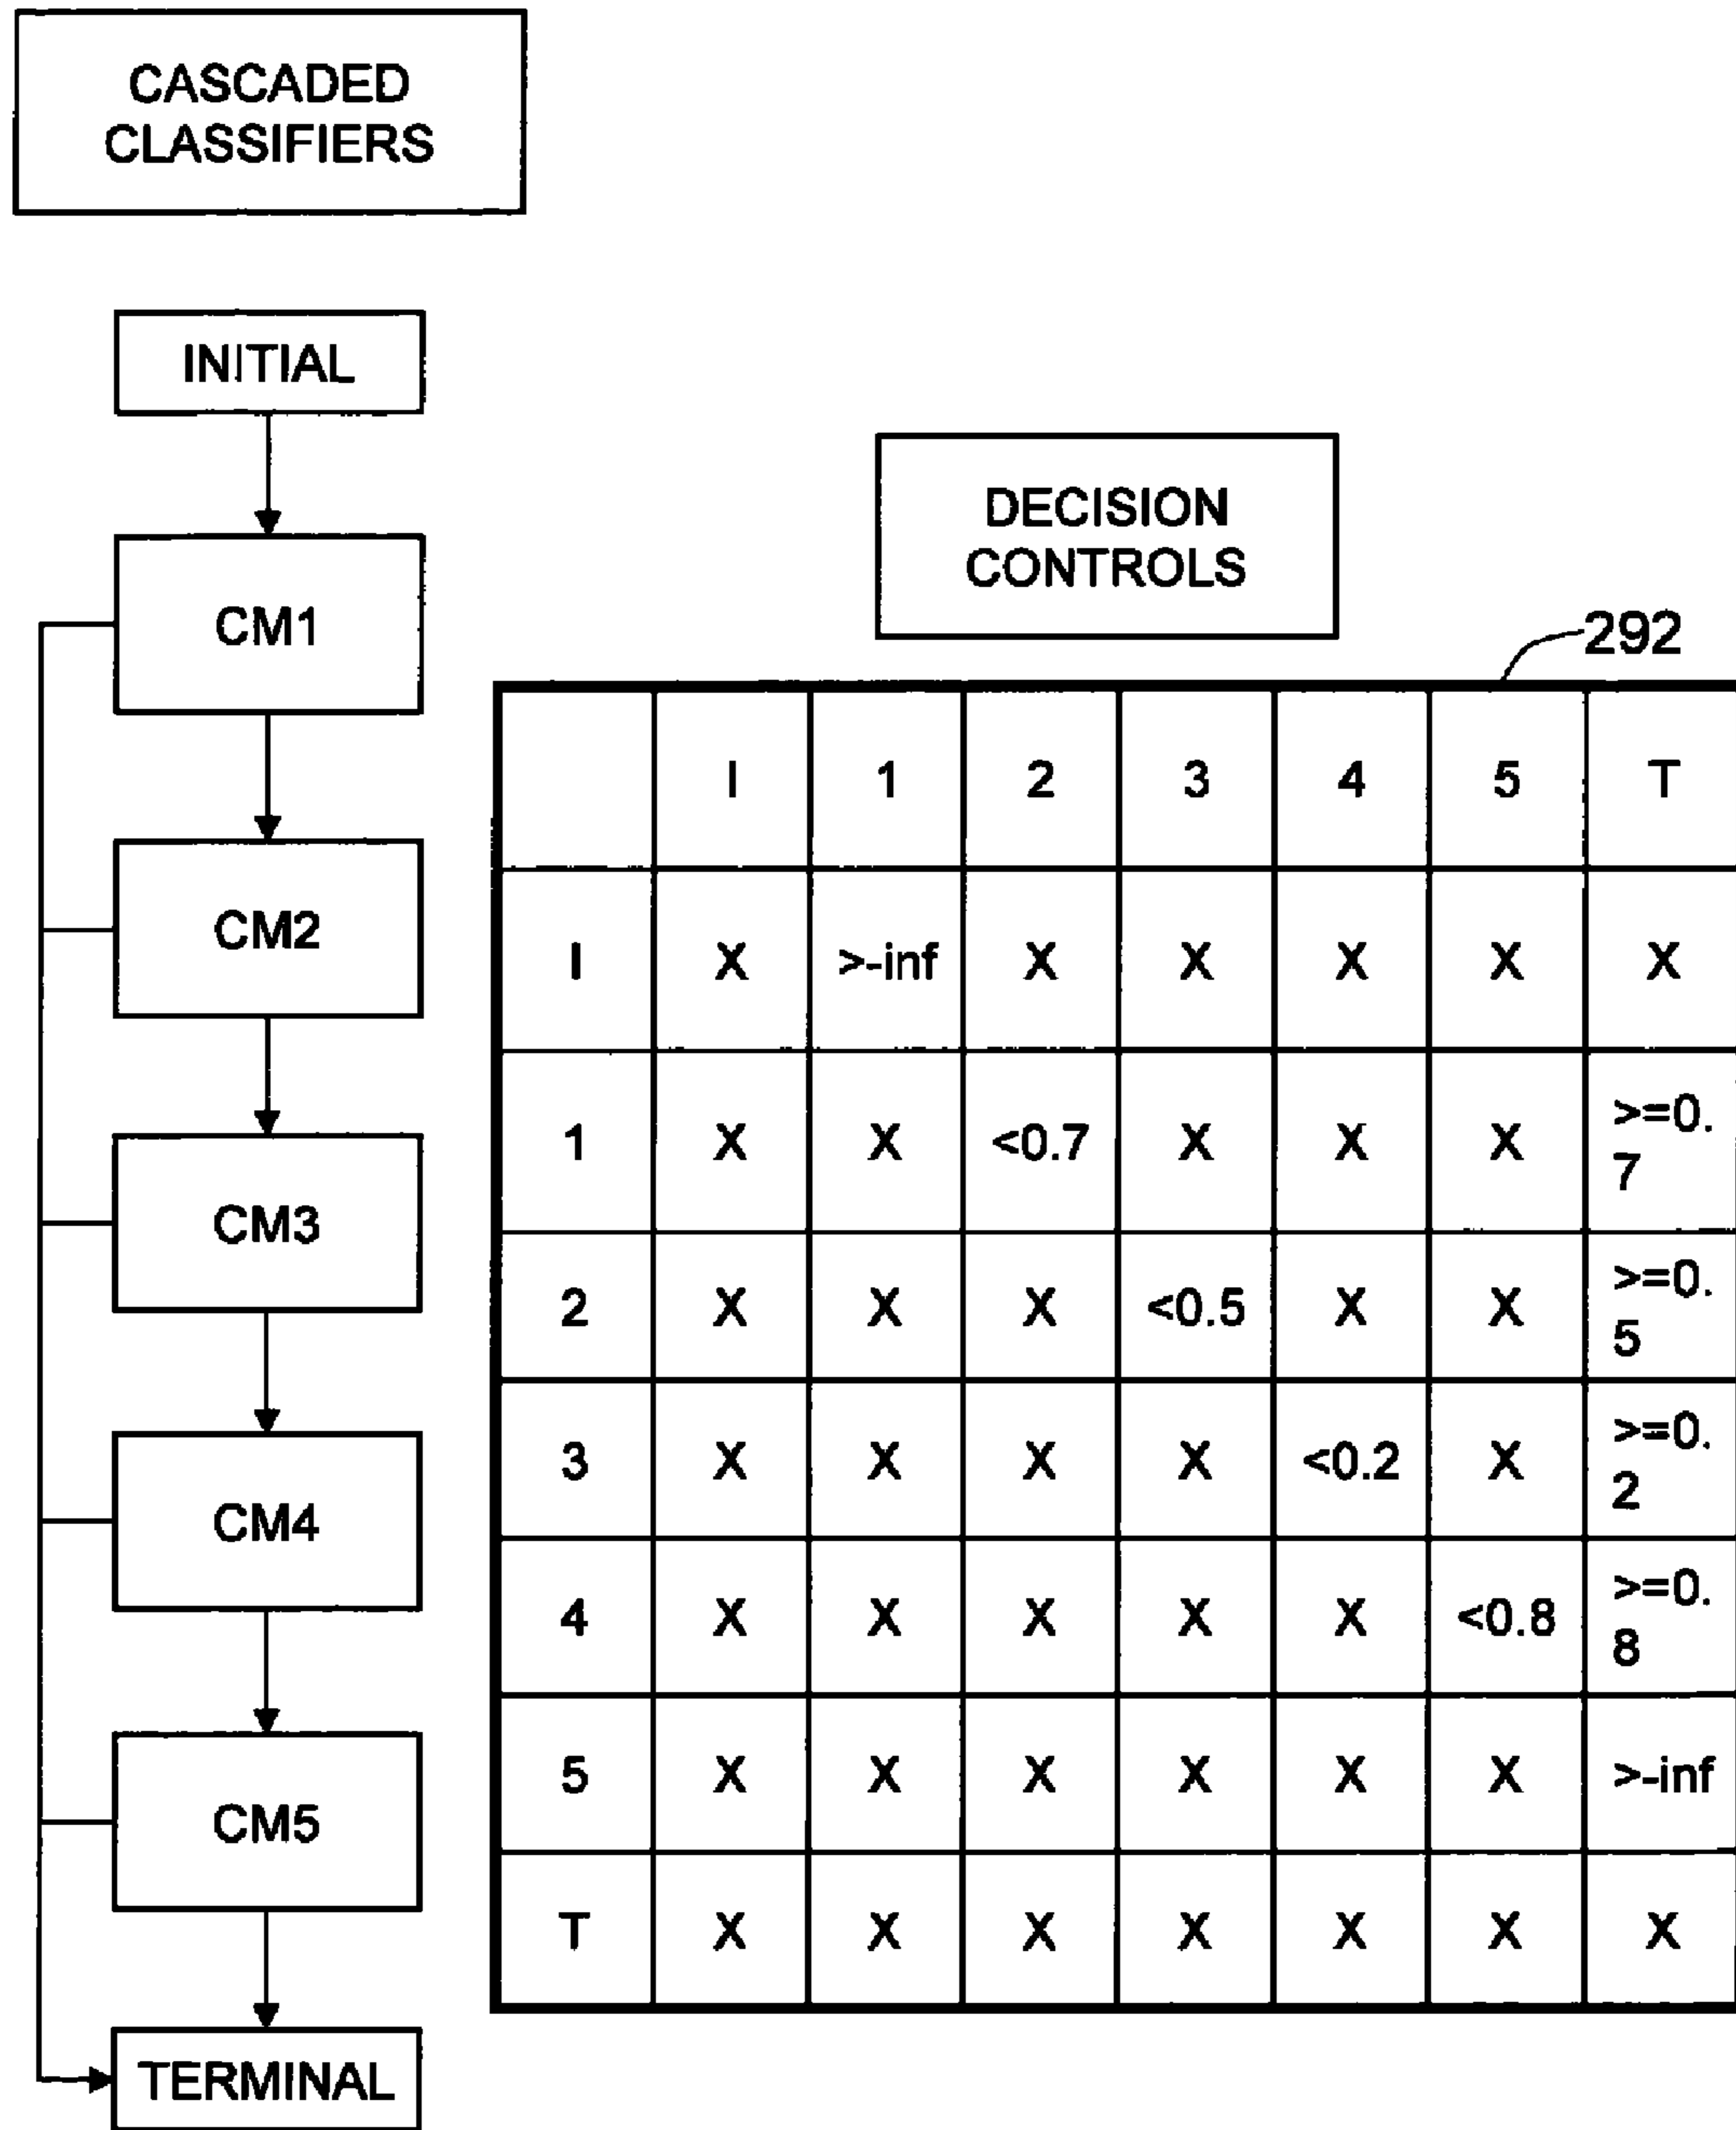 CASCADED
CLASSIFIERS
INITIAL
CM1
CM2
CM3
CM4
CM5
TERMINAL
DECISION
CONTROLS
292
I 1 2 3 4 5 T
I X >-inf X X X X X
1 X X <0.7 X X X >=0.
7
2 X X X <0.5 X X >=0.
5
3 X X X X <0.2 X >=0.
2
4 X X X X X <0.8 >=0.
8
5 X X X X X X >-inf
T X X X X X X X